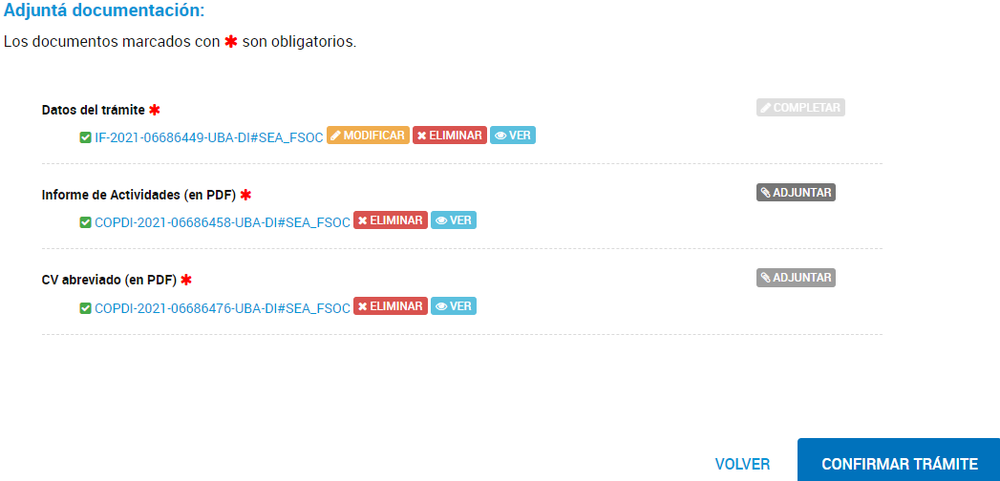 Adjuntá documentación:
Los documentos marcados con * son obligatorios.
Datos del trámite * COMPLETAR
IF-2021-06686449-UBA-DI#SEA_FSOC MODIFICAR ELIMINAR VER
Informe de Actividades (en PDF) * ADJUNTAR
COPDI-2021-06686458-UBA-DI#SEA_FSOC ELIMINAR VER
CV abreviado (en PDF) * ADJUNTAR
COPDI-2021-06686476-UBA-DI#SEA_FSOC ELIMINAR VER
VOLVER CONFIRMAR TRÁMITE